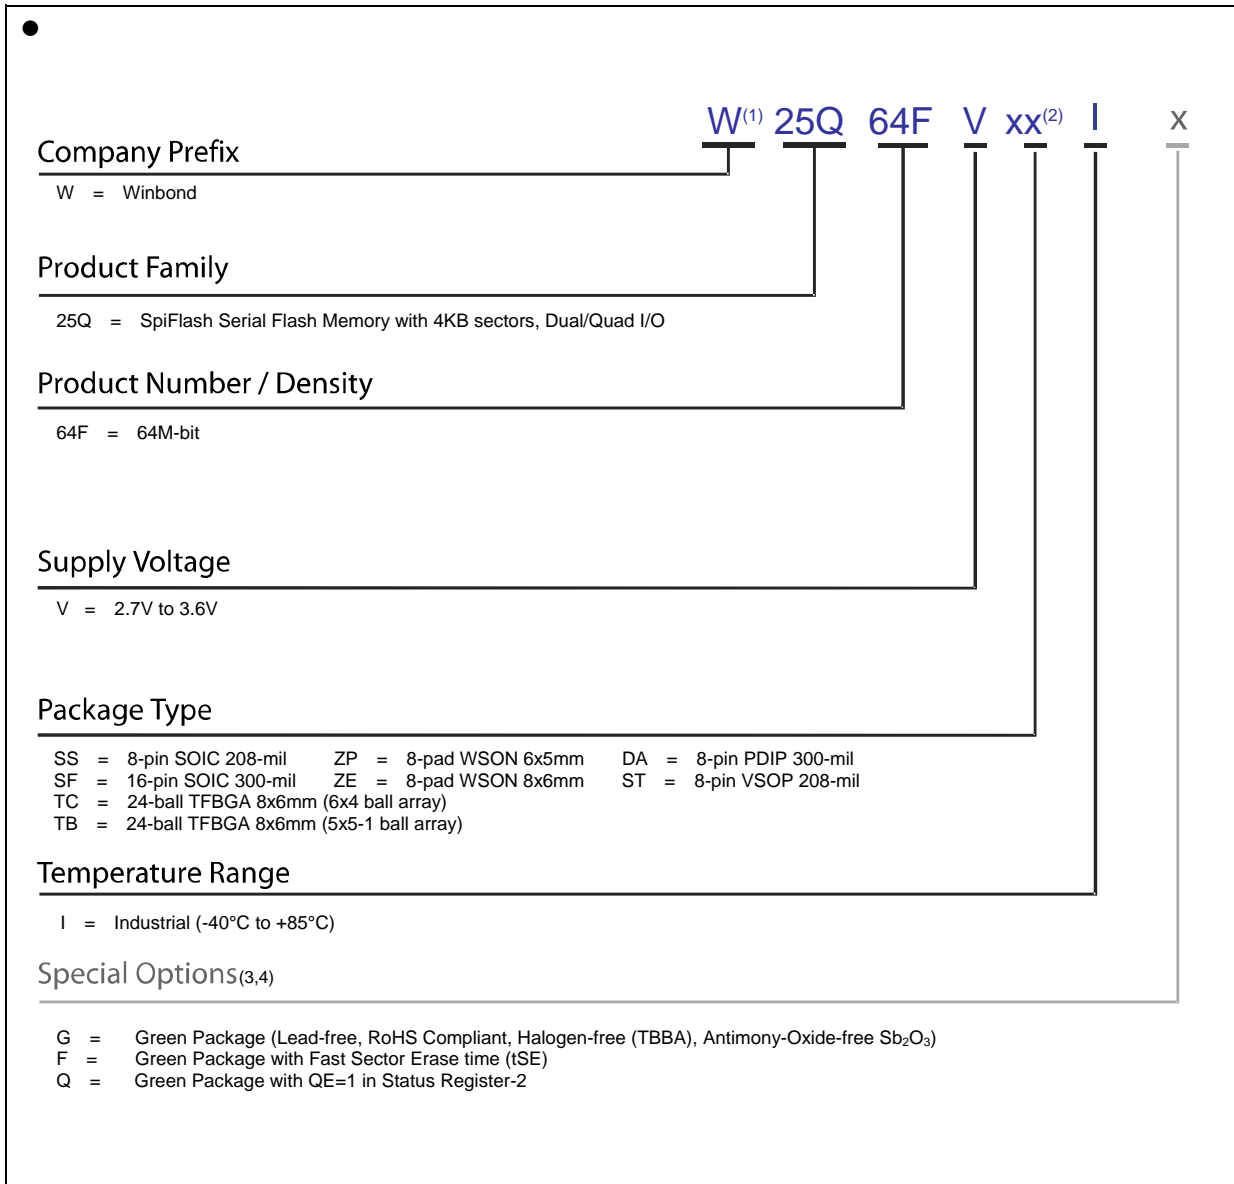 ●
W(1) 25Q 64F V xx(2) I x
Company Prefix
W = Winbond
Product Family
25Q = SpiFlash Serial Flash Memory with 4KB sectors, Dual/Quad I/O
Product Number / Density
64F = 64M-bit
Supply Voltage
V = 2.7V to 3.6V
Package Type
SS = 8-pin SOIC 208-mil ZP = 8-pad WSON 6x5mm DA = 8-pin PDIP 300-mil
SF = 16-pin SOIC 300-mil ZE = 8-pad WSON 8x6mm ST = 8-pin VSOP 208-mil
TC = 24-ball TFBGA 8x6mm (6x4 ball array)
TB = 24-ball TFBGA 8x6mm (5x5-1 ball array)
Temperature Range
I = Industrial (-40°C to +85°C)
Special Options(3,4)
G = Green Package (Lead-free, RoHS Compliant, Halogen-free (TBBA), Antimony-Oxide-free Sb₂O₃)
F = Green Package with Fast Sector Erase time (tSE)
Q = Green Package with QE=1 in Status Register-2